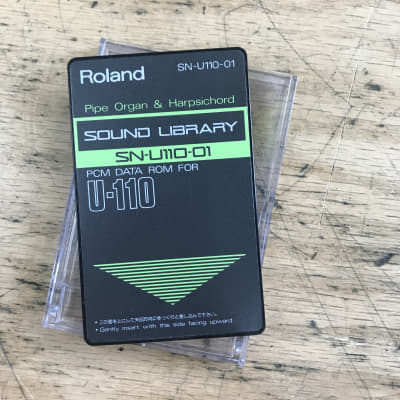 Roland
SN-U110-01
Pipe Organ & Harpsichord
SOUND LIBRARY
SN-U110-01
PCM DATA ROM FOR
U-110
• Gently insert with this side facing upward.